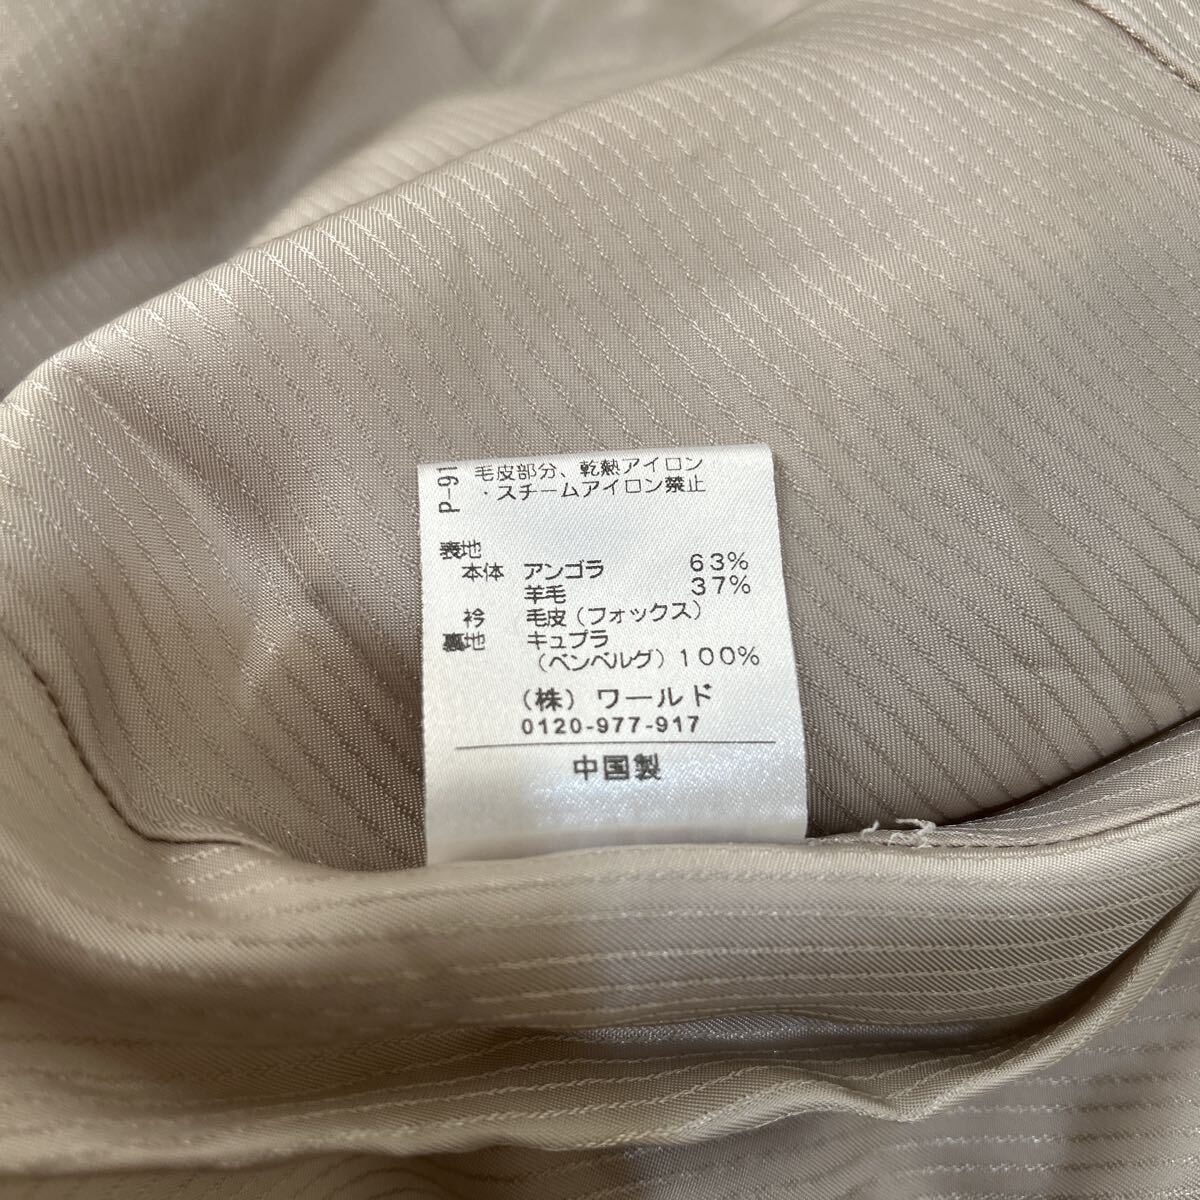 P-91
毛皮部分、乾熱アイロン
・スチームアイロン禁止
表地
本体 アンゴラ 63%
羊毛 37%
衿 毛皮(フォックス)
裏地 キュプラ
(ベンベルグ)100%
(株)ワールド
0120-977-917
中国製